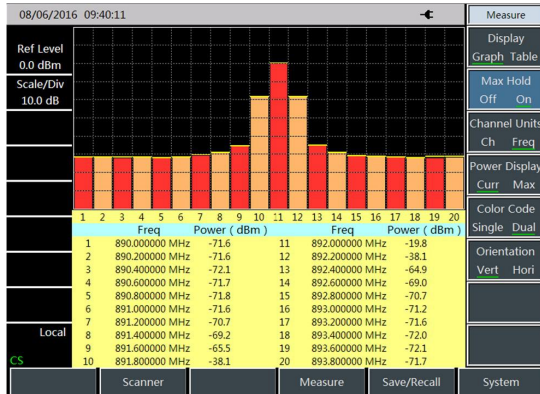 08/06/2016 09:40:11
Measure
Ref Level
0.0 dBm
Scale/Div
10.0 dB
Display
Graph Table
Max Hold
Off On
Channel Units
Ch Freq
Power Display
Curr Max
Color Code
Single Dual
Orientation
Vert Hori
1 2 3 4 5 6 7 8 9 10 11 12 13 14 15 16 17 18 19 20
Freq Power ( dBm ) Freq Power ( dBm )
1 890.000000 MHz -71.6 11 892.000000 MHz -19.8
2 890.200000 MHz -71.6 12 892.200000 MHz -38.1
3 890.400000 MHz -72.1 13 892.400000 MHz -64.9
4 890.600000 MHz -71.7 14 892.600000 MHz -69.0
5 890.800000 MHz -71.8 15 892.800000 MHz -70.7
6 891.000000 MHz -71.6 16 893.000000 MHz -71.2
7 891.200000 MHz -70.7 17 893.200000 MHz -71.6
8 891.400000 MHz -69.2 18 893.400000 MHz -72.0
9 891.600000 MHz -65.5 19 893.600000 MHz -72.1
10 891.800000 MHz -38.1 20 893.800000 MHz -71.7
Local
CS
Scanner Measure Save/Recall System